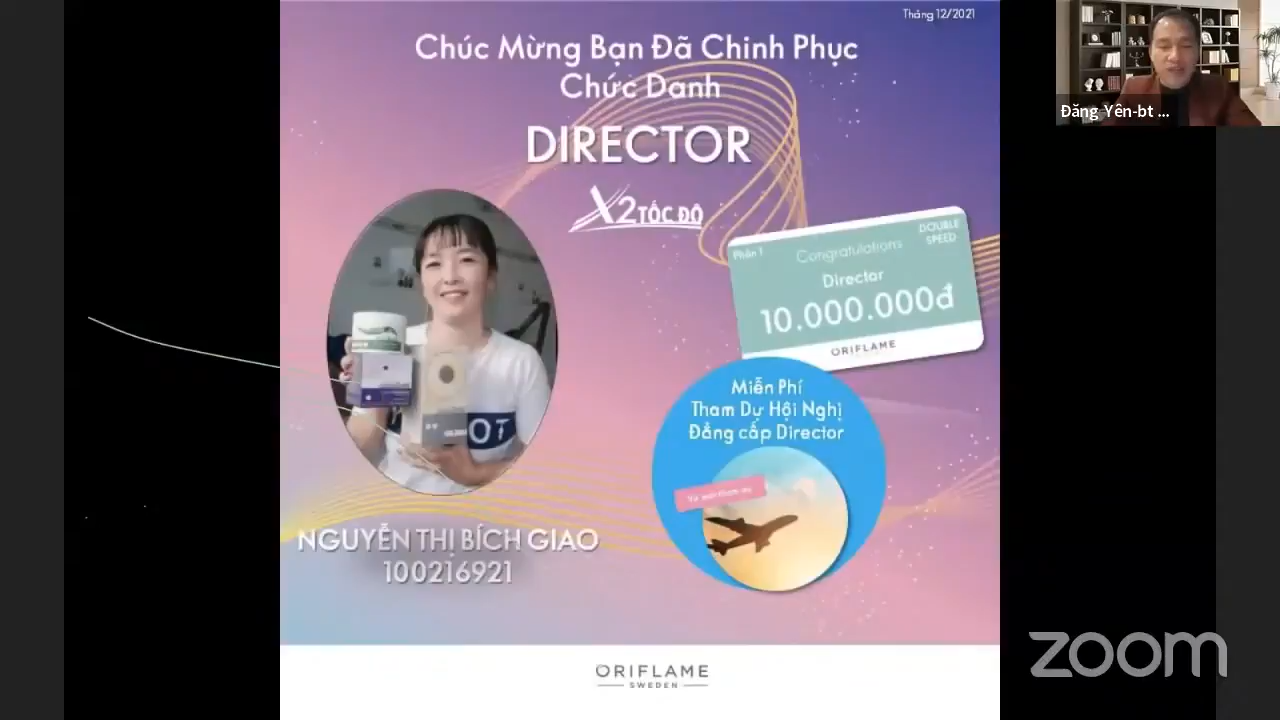 Tháng 12/2021
Chúc Mừng Bạn Đã Chinh Phục
Chức Danh
DIRECTOR
X2 TỐC ĐỘ
Đăng Yên-bt ...
Phần 1
DOUBLE
SPEED
Congratulations
Director
10.000.000đ
ORIFLAME
Miễn Phí
Tham Dự Hội Nghị
Đẳng cấp Director
OT
NGUYỄN THỊ BÍCH GIAO
100216921
ORIFLAME
SWEDEN
zoom